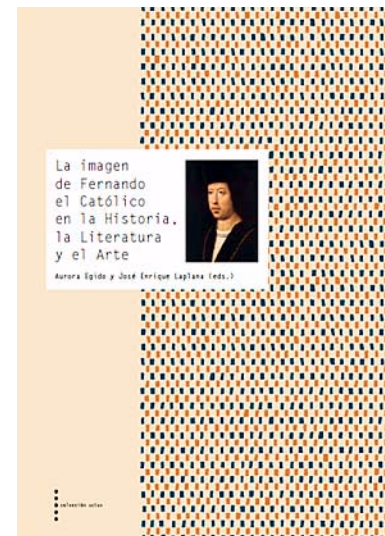 La imagen
de Fernando
el Católico
en la Historia,
la Literatura
y el Arte
Aurora Egido y José Enrique Laplana (eds.)
colección actas